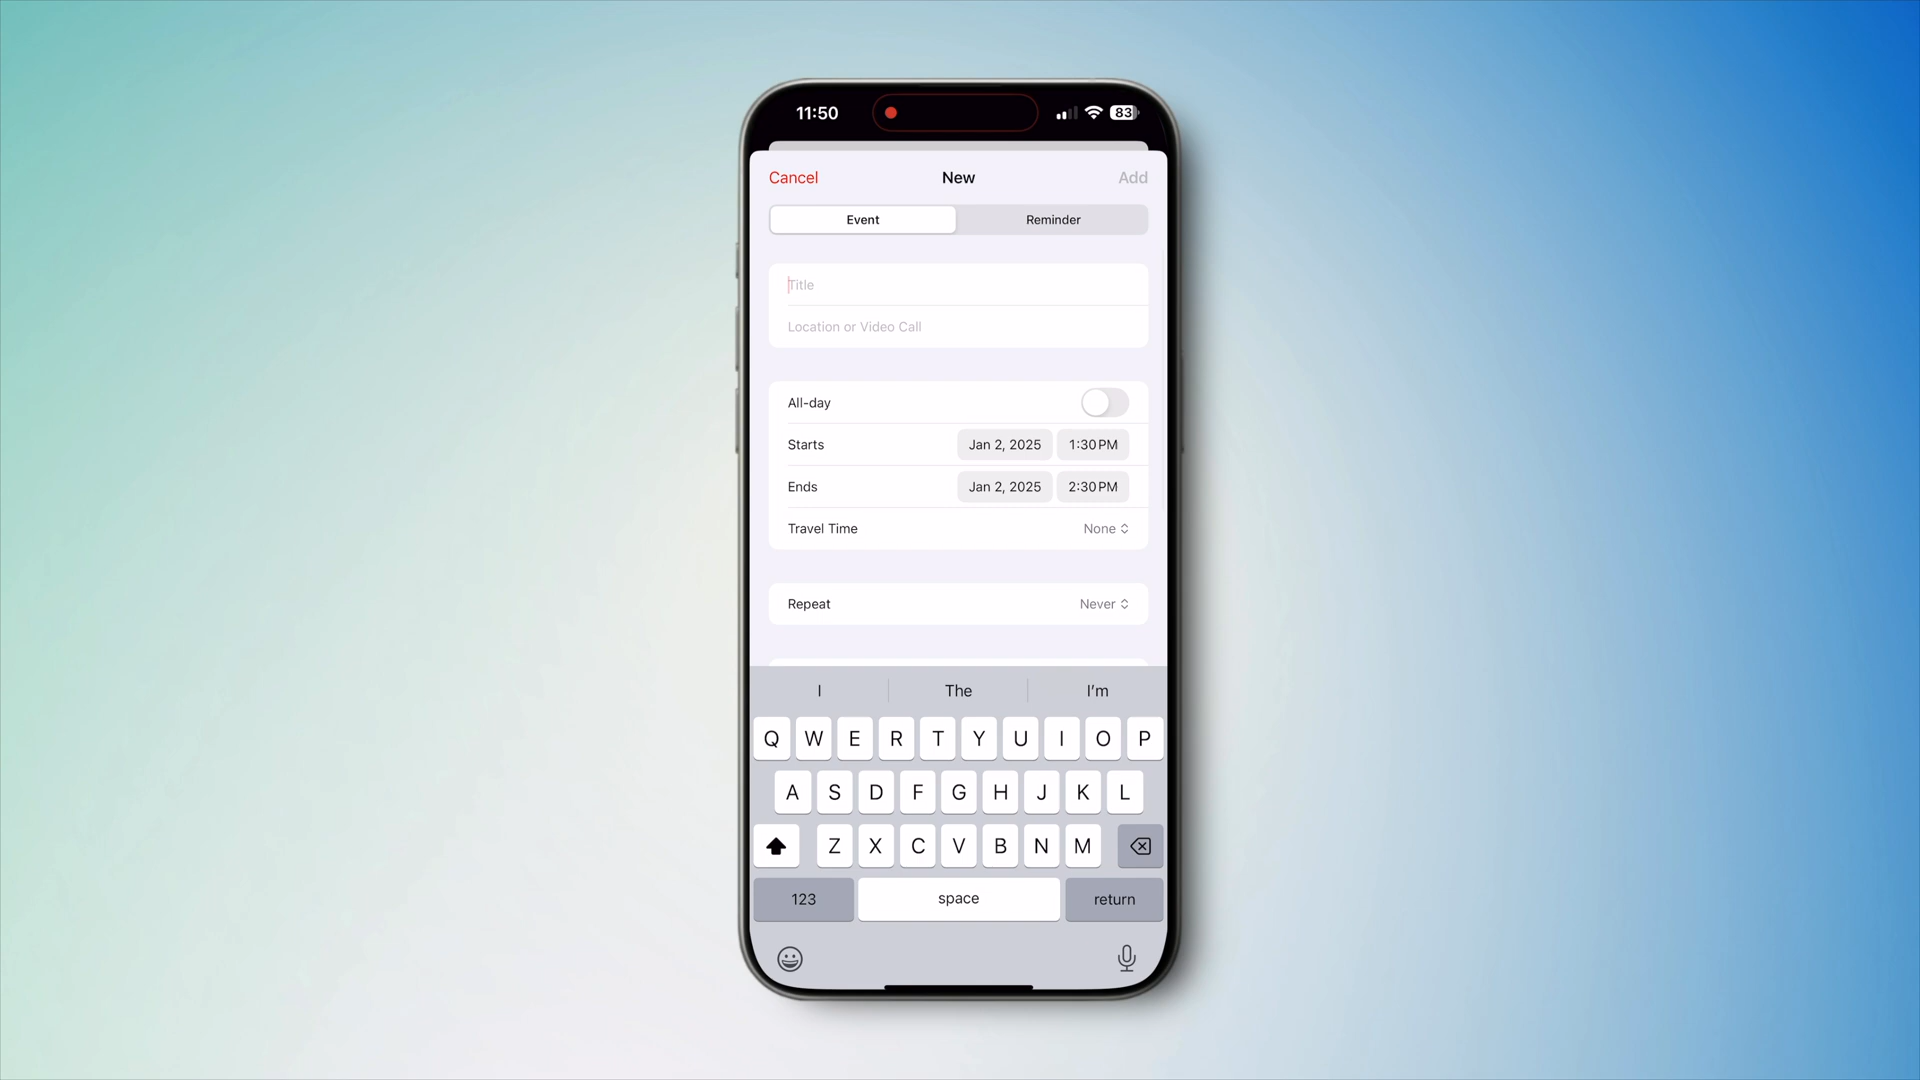 11:50 83
Cancel New Add
Event Reminder
Title
Location or Video Call
All-day
Starts Jan 2, 2025 1:30 PM
Ends Jan 2, 2025 2:30 PM
Travel Time None
Repeat Never
I The I'm
Q W E R T Y U I O P
A S D F G H J K L
Z X C V B N M
123 space return